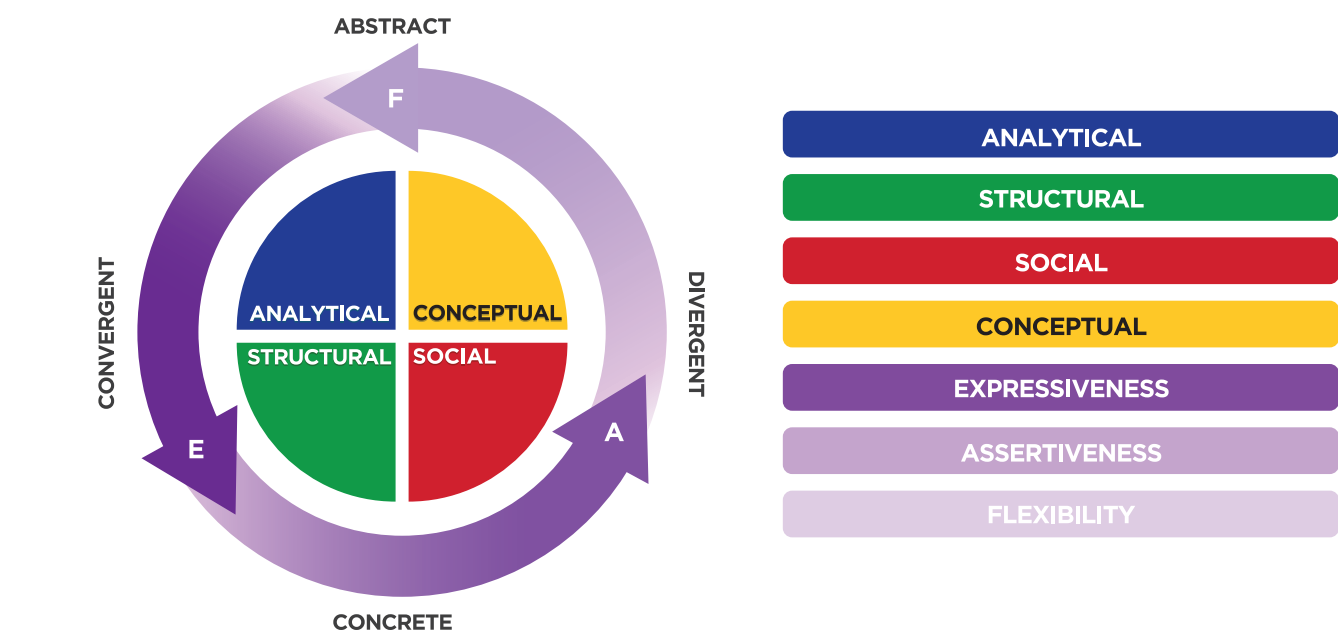 ABSTRACT
F
CONVERGENT
DIVERGENT
ANALYTICAL
CONCEPTUAL
STRUCTURAL
SOCIAL
E
A
CONCRETE
ANALYTICAL
STRUCTURAL
SOCIAL
CONCEPTUAL
EXPRESSIVENESS
ASSERTIVENESS
FLEXIBILITY